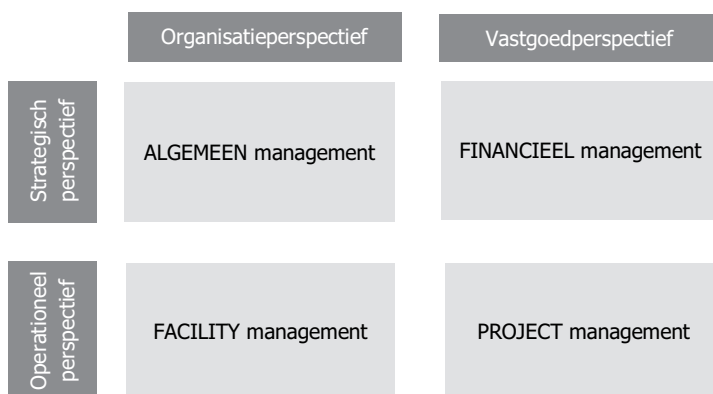 Organisatieperspectief
Vastgoedperspectief
Strategisch
perspectief
ALGEMEEN management
FINANCIEEL management
Operationeel
perspectief
FACILITY management
PROJECT management